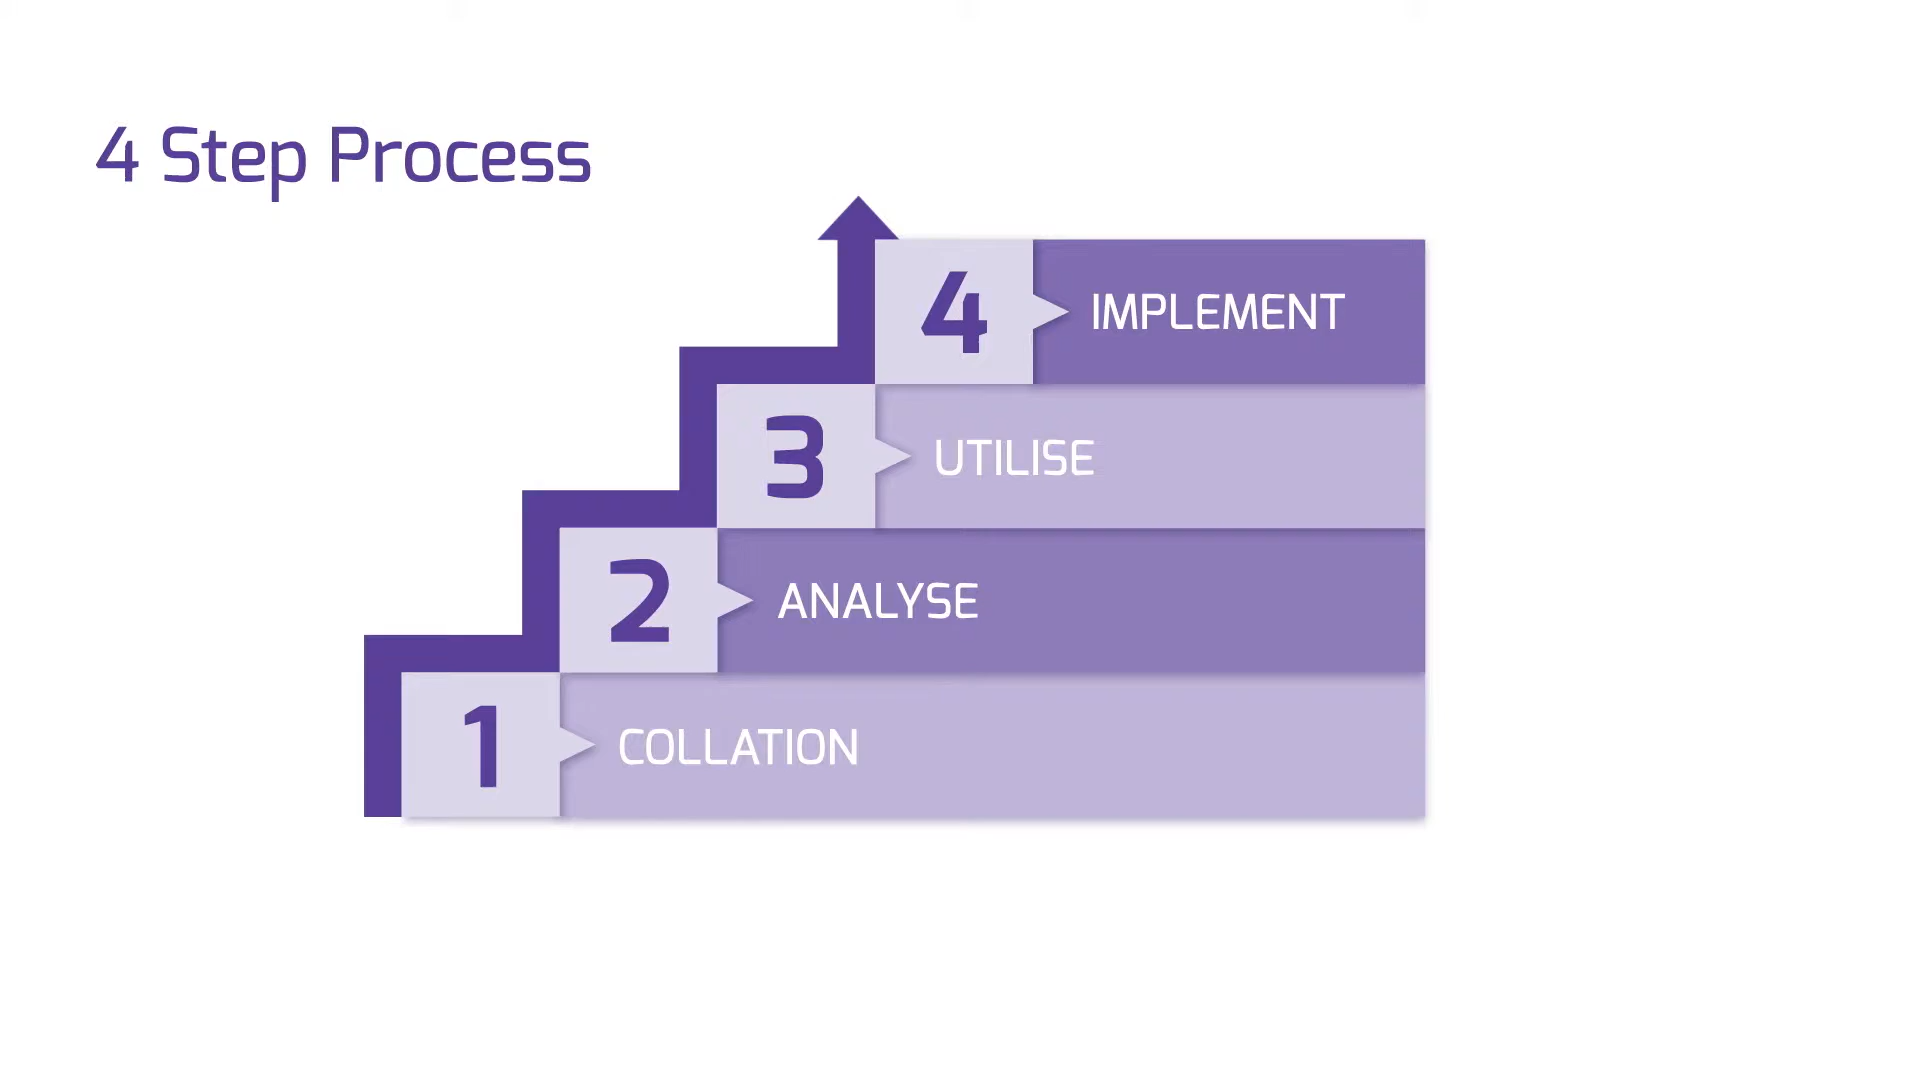 4 Step Process
4
IMPLEMENT
3
UTILISE
2
ANALYSE
1
COLLATION